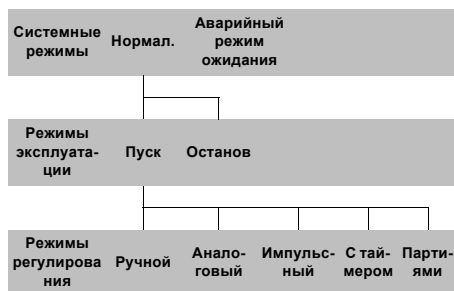 Системные
режимы
Нормал.
Аварийный
режим
ожидания
Режимы
эксплуата-
ции
Пуск
Останов
Режимы
регулирова
ния
Ручной
Анало-
говый
Импульс-
ный
С тай-
мером
Парти-
ями